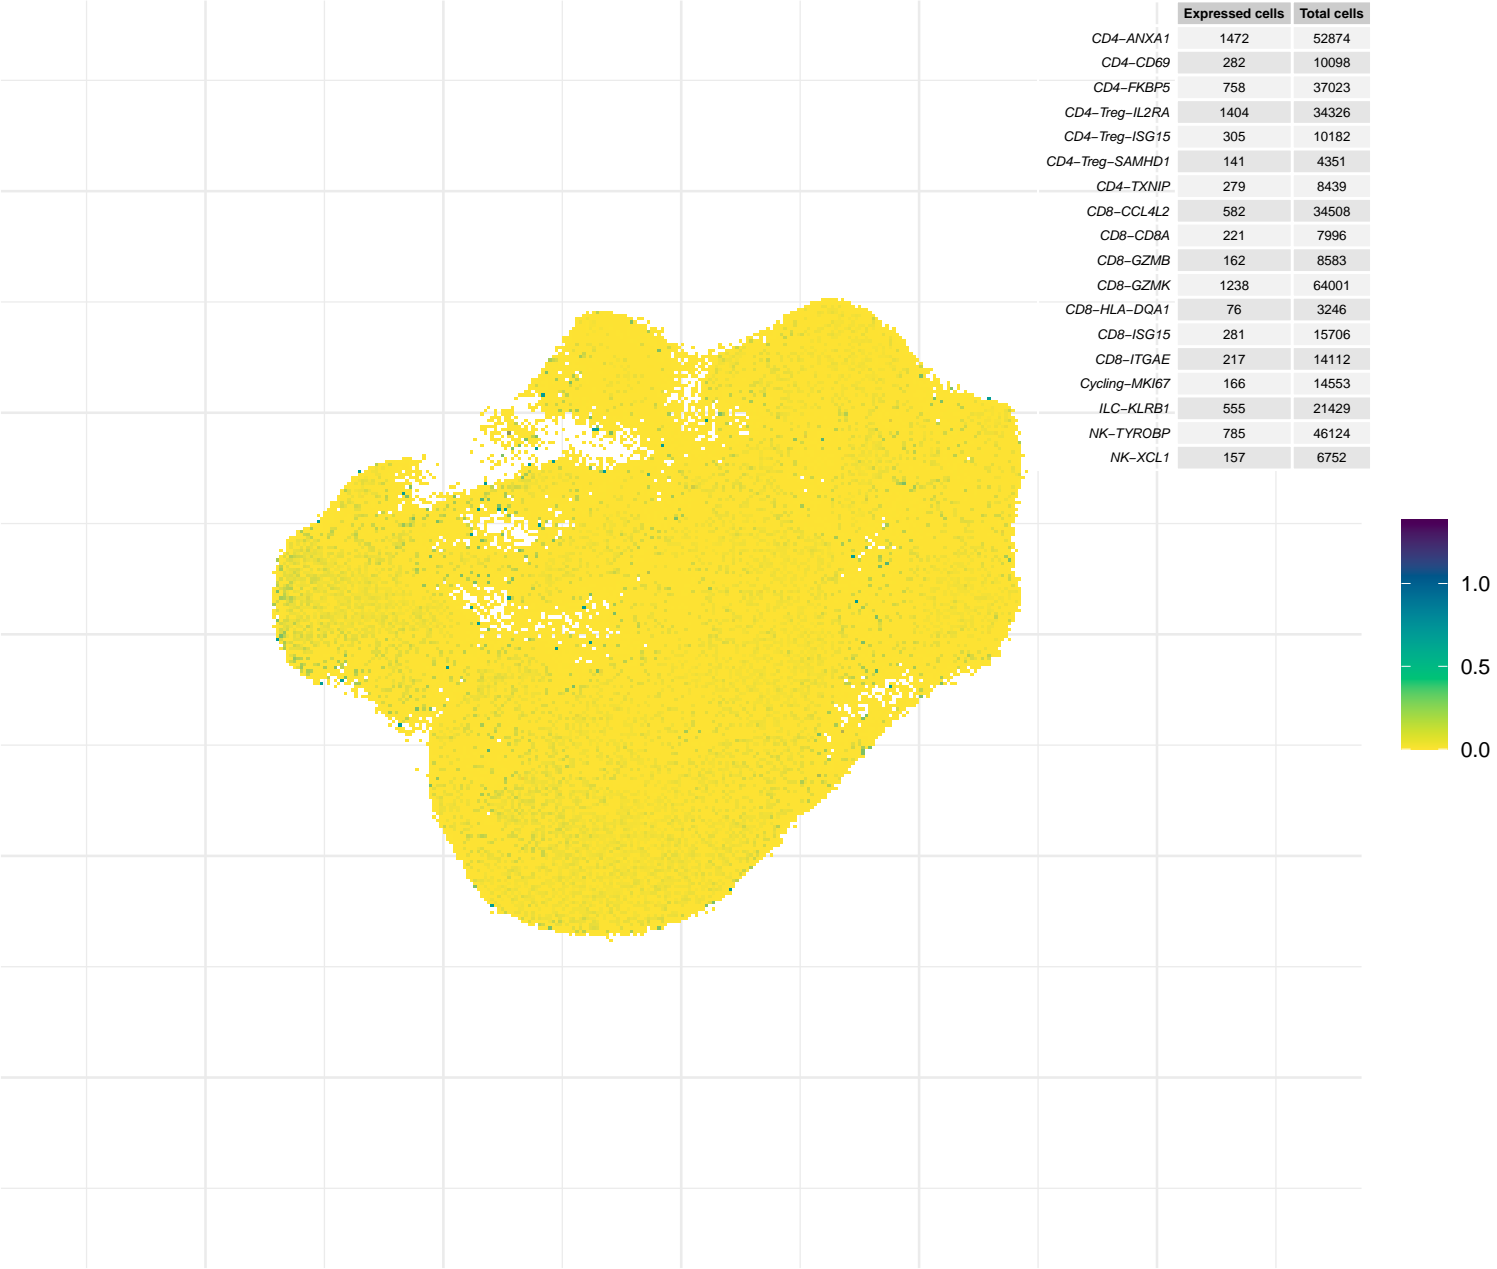 Expressed cells Total cells
CD4−ANXA1 1472 52874
CD4−CD69 282 10098
CD4−FKBP5 758 37023
CD4−Treg−IL2RA 1404 34326
CD4−Treg−ISG15 305 10182
CD4−Treg−SAMHD1 141 4351
CD4−TXNIP 279 8439
CD8−CCL4L2 582 34508
CD8−CD8A 221 7996
CD8−GZMB 162 8583
CD8−GZMK 1238 64001
CD8−HLA−DQA1 76 3246
CD8−ISG15 281 15706
CD8−ITGAE 217 14112
Cycling−MKI67 166 14553
ILC−KLRB1 555 21429
NK−TYROBP 785 46124
NK−XCL1 157 6752
1.0
0.5
0.0